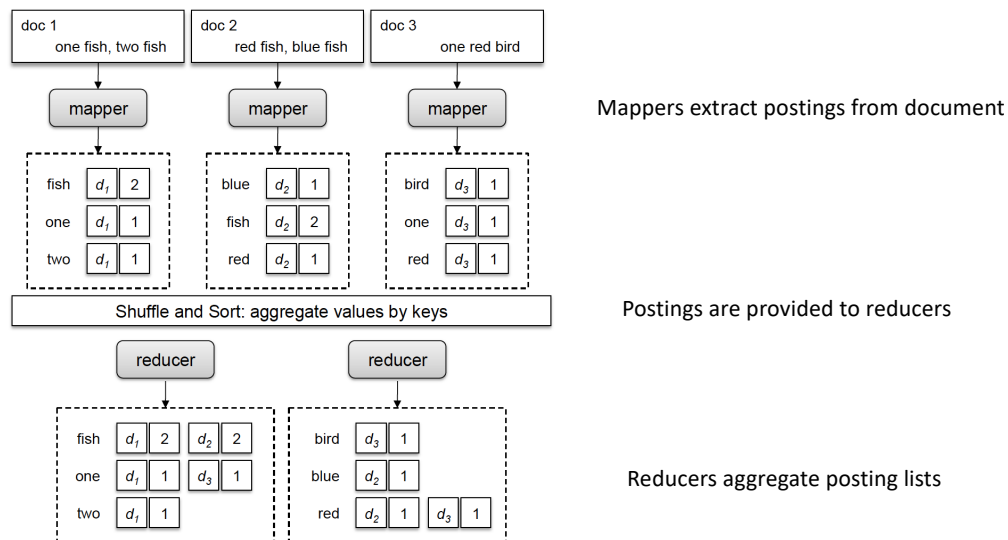 doc 1
one fish, two fish
doc 2
red fish, blue fish
doc 3
one red bird
mapper
mapper
mapper
Mappers extract postings from document
fish d1 2
one d1 1
two d1 1
blue d2 1
fish d2 2
red d2 1
bird d3 1
one d3 1
red d3 1
Shuffle and Sort: aggregate values by keys
Postings are provided to reducers
reducer
reducer
fish d1 2 d2 2
one d1 1 d3 1
two d1 1
bird d3 1
blue d2 1
red d2 1 d3 1
Reducers aggregate posting lists